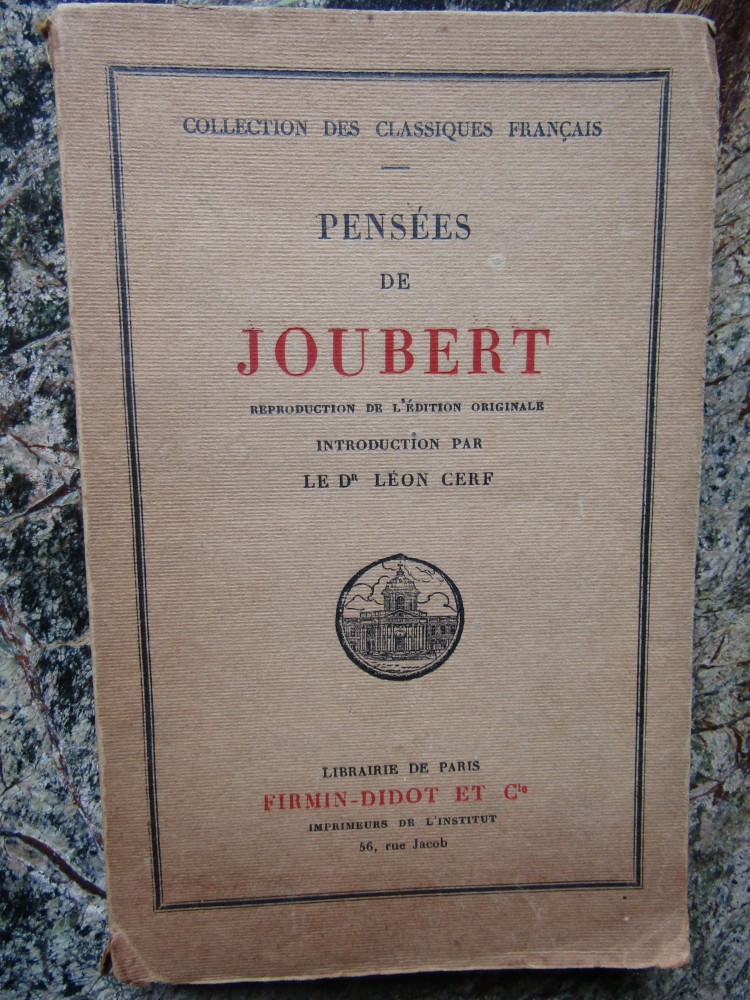 COLLECTION DES CLASSIQUES FRANÇAIS
PENSÉES
DE
JOUBERT
REPRODUCTION DE L'ÉDITION ORIGINALE
INTRODUCTION PAR
LE Dʀ LÉON CERF
LIBRAIRIE DE PARIS
FIRMIN-DIDOT ET Cⁱᵉ
IMPRIMEURS DE L'INSTITUT
56, rue Jacob